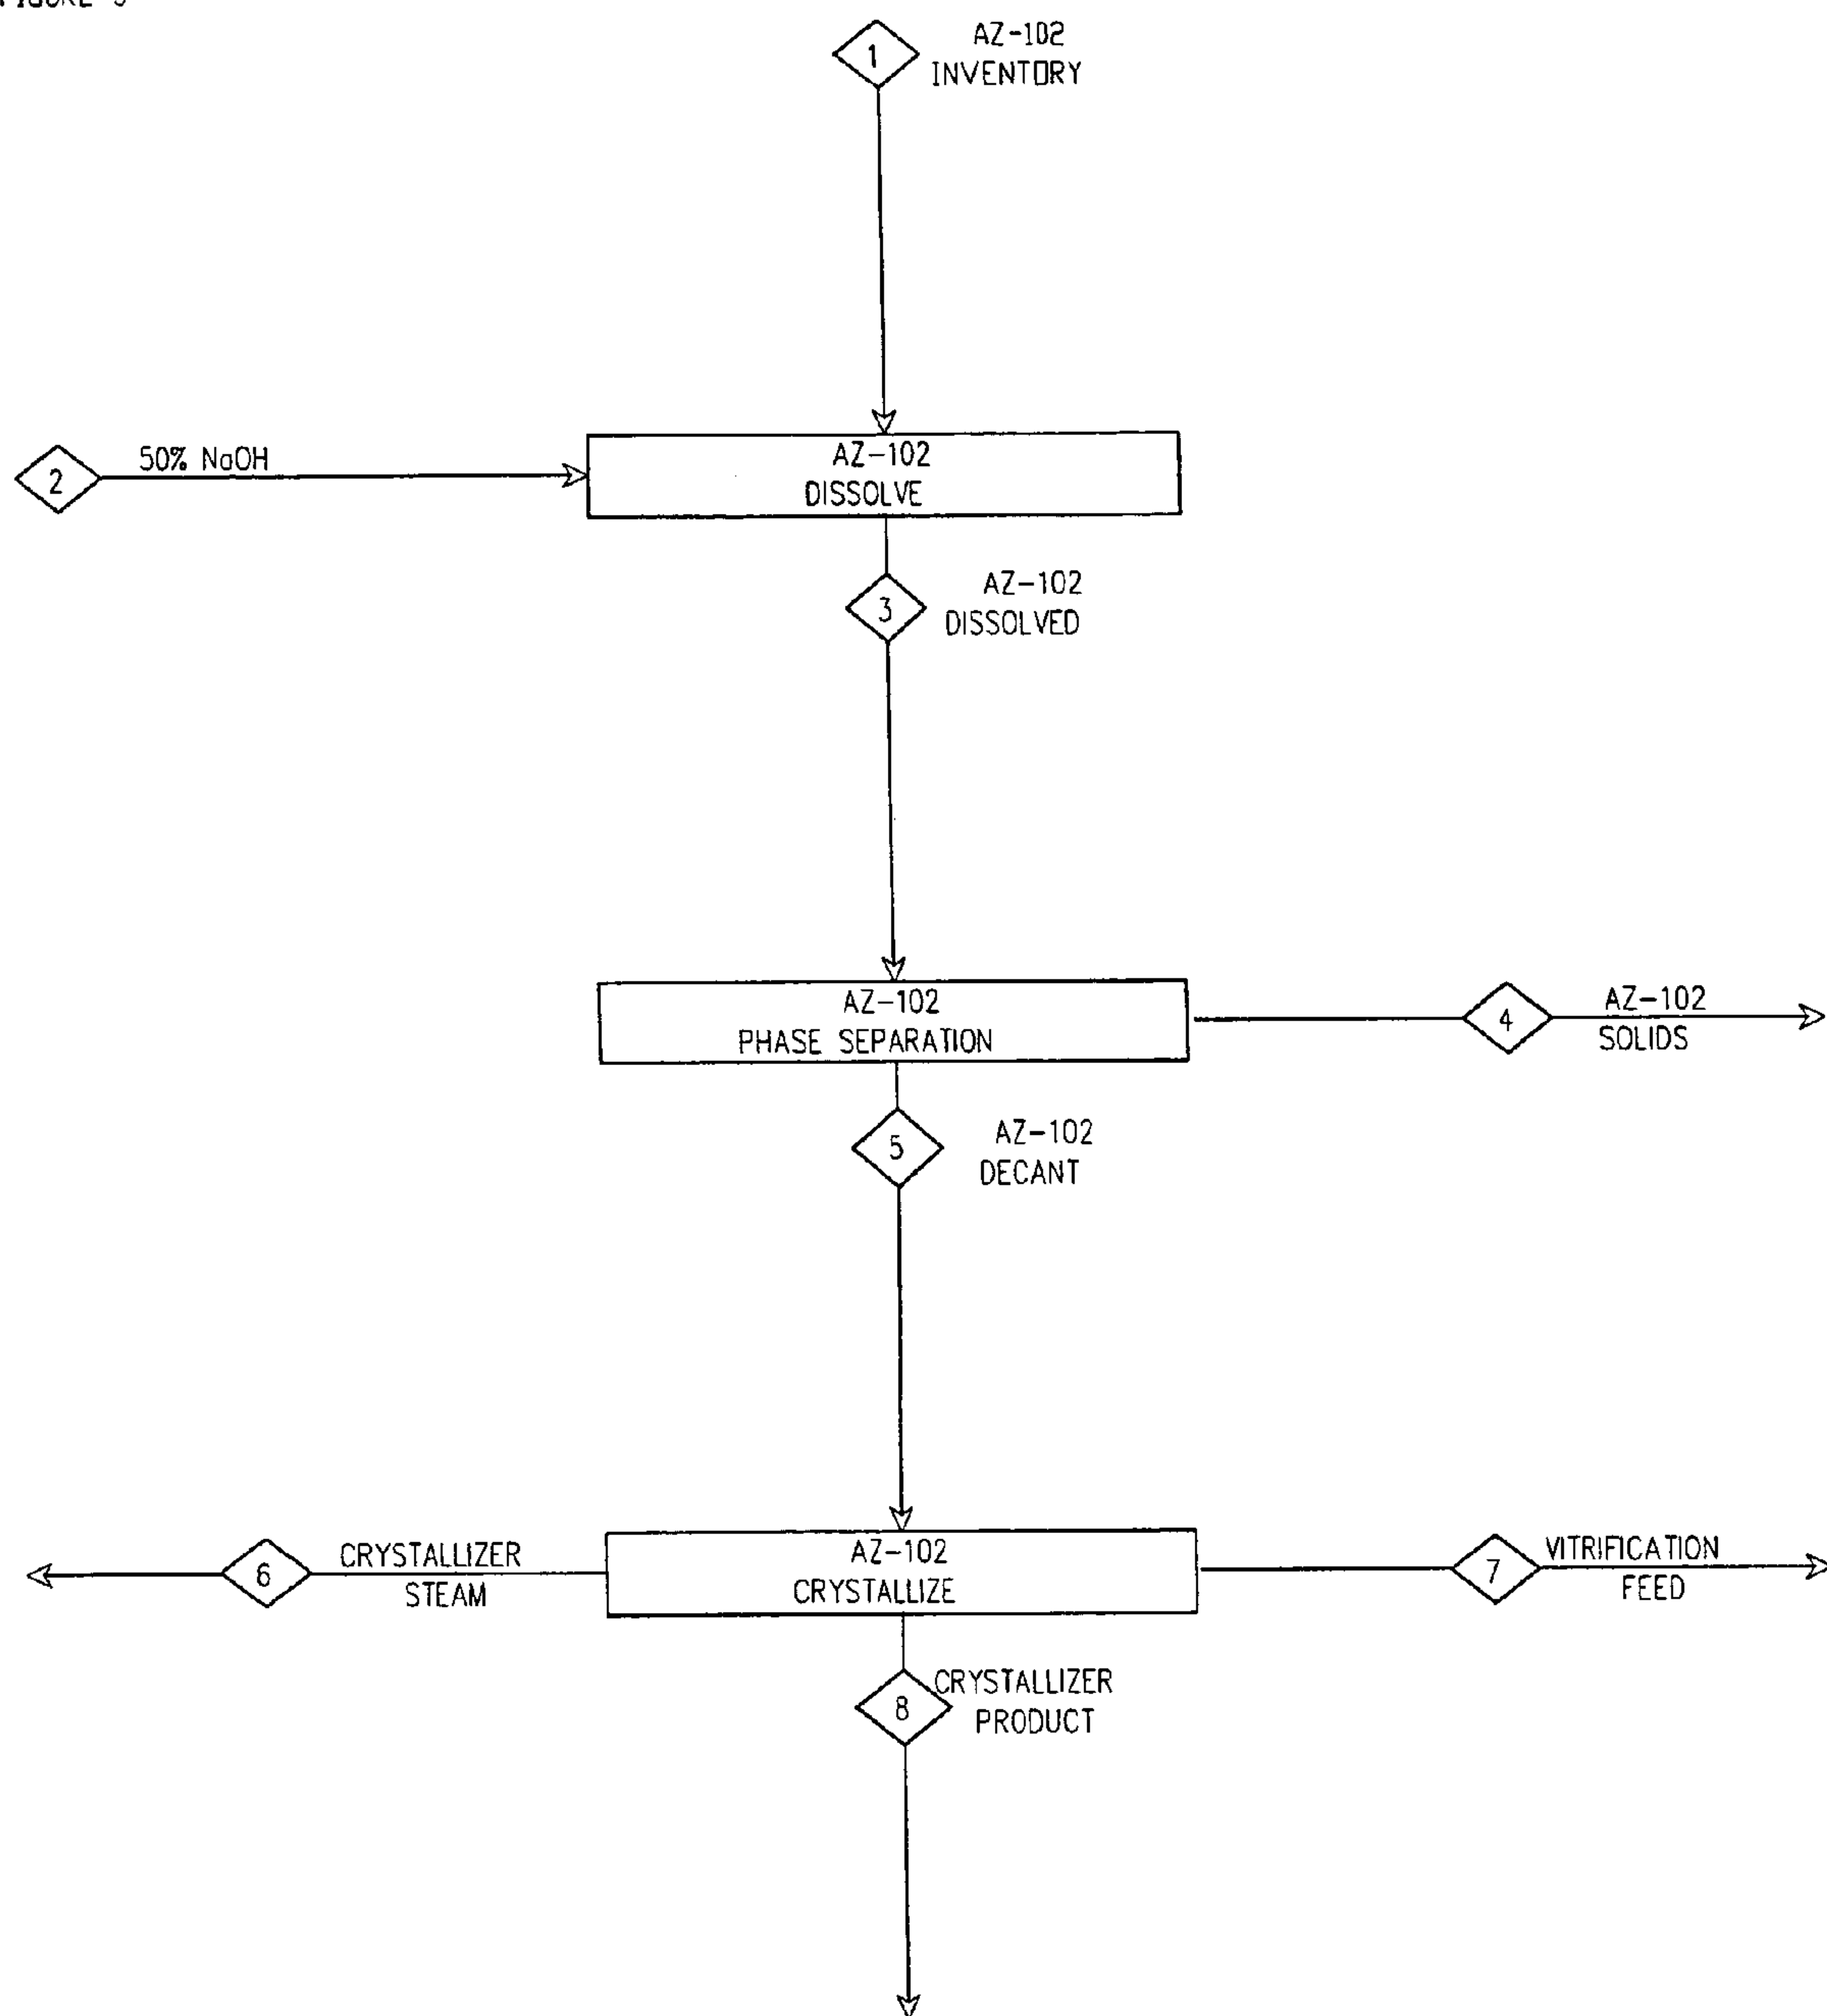 1
AZ-102
INVENTORY
2
50% NaOH
AZ-102
DISSOLVE
3
AZ-102
DISSOLVED
AZ-102
PHASE SEPARATION
4
AZ-102
SOLIDS
5
AZ-102
DECANT
6
CRYSTALLIZER
STEAM
AZ-102
CRYSTALLIZE
7
VITRIFICATION
FEED
8
CRYSTALLIZER
PRODUCT